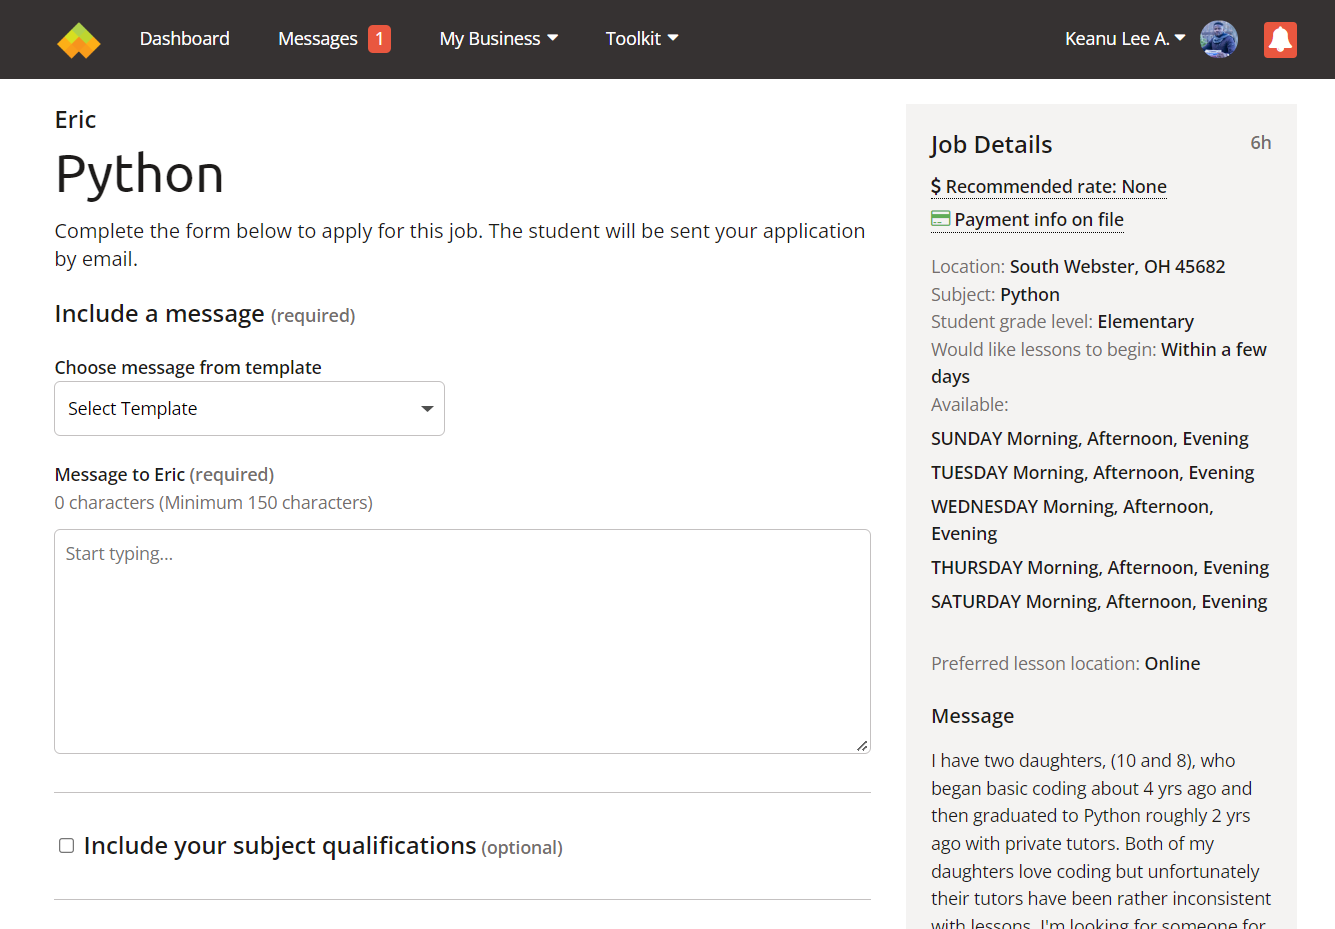 Dashboard Messages 1 My Business Toolkit Keanu Lee A.
Eric
Python
Complete the form below to apply for this job. The student will be sent your application
by email.
Include a message (required)
Choose message from template
Select Template
Message to Eric (required)
0 characters (Minimum 150 characters)
Start typing...
Include your subject qualifications (optional)
Job Details 6h
$ Recommended rate: None
Payment info on file
Location: South Webster, OH 45682
Subject: Python
Student grade level: Elementary
Would like lessons to begin: Within a few
days
Available:
SUNDAY Morning, Afternoon, Evening
TUESDAY Morning, Afternoon, Evening
WEDNESDAY Morning, Afternoon,
Evening
THURSDAY Morning, Afternoon, Evening
SATURDAY Morning, Afternoon, Evening
Preferred lesson location: Online
Message
I have two daughters, (10 and 8), who
began basic coding about 4 yrs ago and
then graduated to Python roughly 2 yrs
ago with private tutors. Both of my
daughters love coding but unfortunately
their tutors have been rather inconsistent
with lessons. I'm looking for someone for